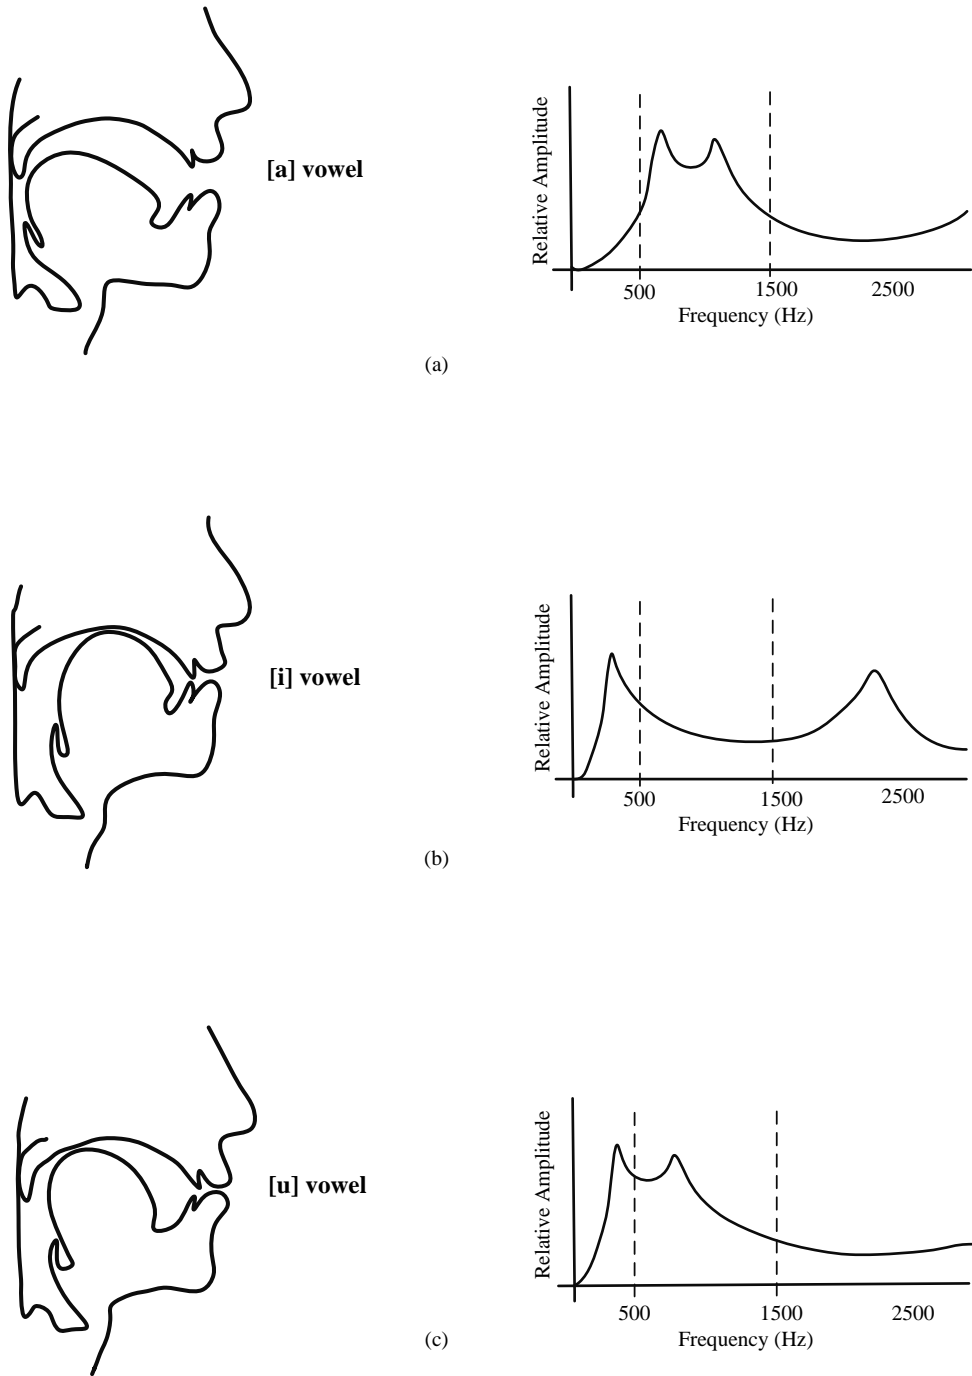 [a] vowel
Relative Amplitude
500
1500
2500
Frequency (Hz)
(a)
[i] vowel
Relative Amplitude
500
1500
2500
Frequency (Hz)
(b)
[u] vowel
Relative Amplitude
500
1500
2500
Frequency (Hz)
(c)